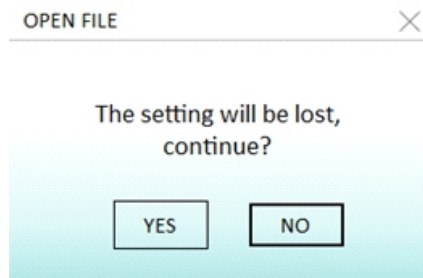 OPEN FILE
The setting will be lost,
continue?
YES NO